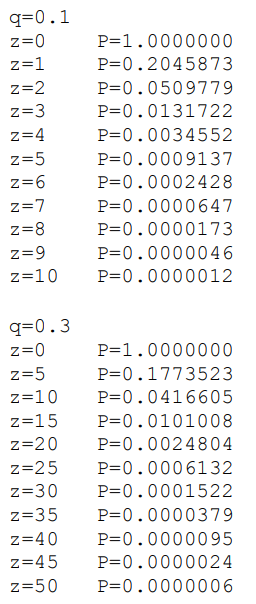 q=0.1
z=0 P=1.0000000
z=1 P=0.2045873
z=2 P=0.0509779
z=3 P=0.0131722
z=4 P=0.0034552
z=5 P=0.0009137
z=6 P=0.0002428
z=7 P=0.0000647
z=8 P=0.0000173
z=9 P=0.0000046
z=10 P=0.0000012
q=0.3
z=0 P=1.0000000
z=5 P=0.1773523
z=10 P=0.0416605
z=15 P=0.0101008
z=20 P=0.0024804
z=25 P=0.0006132
z=30 P=0.0001522
z=35 P=0.0000379
z=40 P=0.0000095
z=45 P=0.0000024
z=50 P=0.0000006